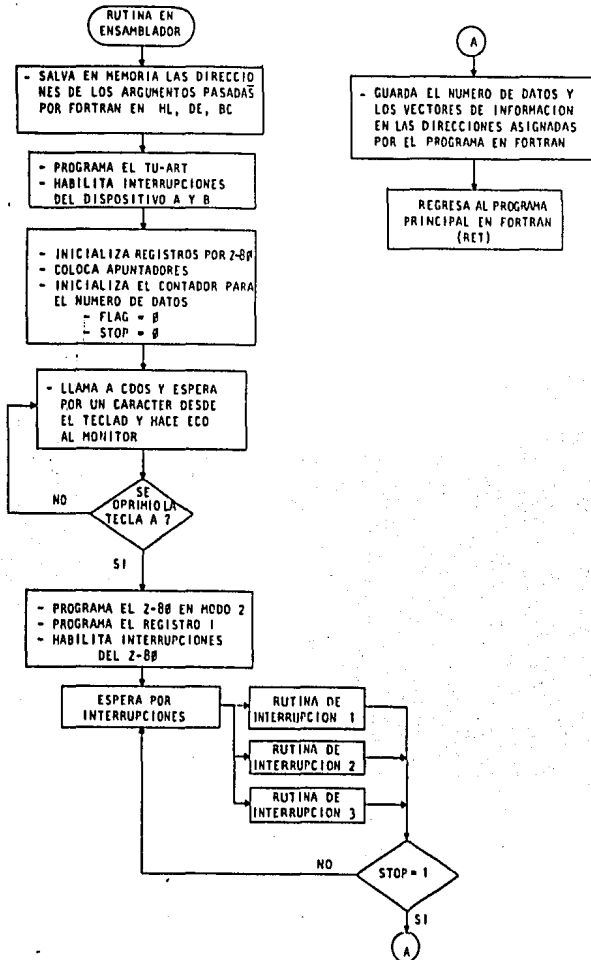 RUTINA EN
ENSAMBLADOR
- SALVA EN MEMORIA LAS DIRECCIO
NES DE LOS ARGUMENTOS PASADAS
POR FORTRAN EN HL, DE, BC
- PROGRAMA EL TU-ART
- HABILITA INTERRUPCIONES
DEL DISPOSITIVO A Y B
- INICIALIZA REGISTROS POR Z-8Ø
- COLOCA APUNTADORES
- INICIALIZA EL CONTADOR PARA
EL NUMERO DE DATOS
- FLAG = Ø
- STOP = Ø
- LLAMA A CDOS Y ESPERA
POR UN CARACTER DESDE
EL TECLAD Y HACE ECO
AL MONITOR
NO
SE
OPRIMIO LA
TECLA A ?
SI
- PROGRAMA EL Z-8Ø EN MODO 2
- PROGRAMA EL REGISTRO I
- HABILITA INTERRUPCIONES
DEL Z-8Ø
ESPERA POR
INTERRUPCIONES
RUTINA DE
INTERRUPCION 1
RUTINA DE
INTERRUPCION 2
RUTINA DE
INTERRUPCION 3
NO
STOP = 1
SI
A
A
- GUARDA EL NUMERO DE DATOS Y
LOS VECTORES DE INFORMACION
EN LAS DIRECCIONES ASIGNADAS
POR EL PROGRAMA EN FORTRAN
REGRESA AL PROGRAMA
PRINCIPAL EN FORTRAN
(RET)